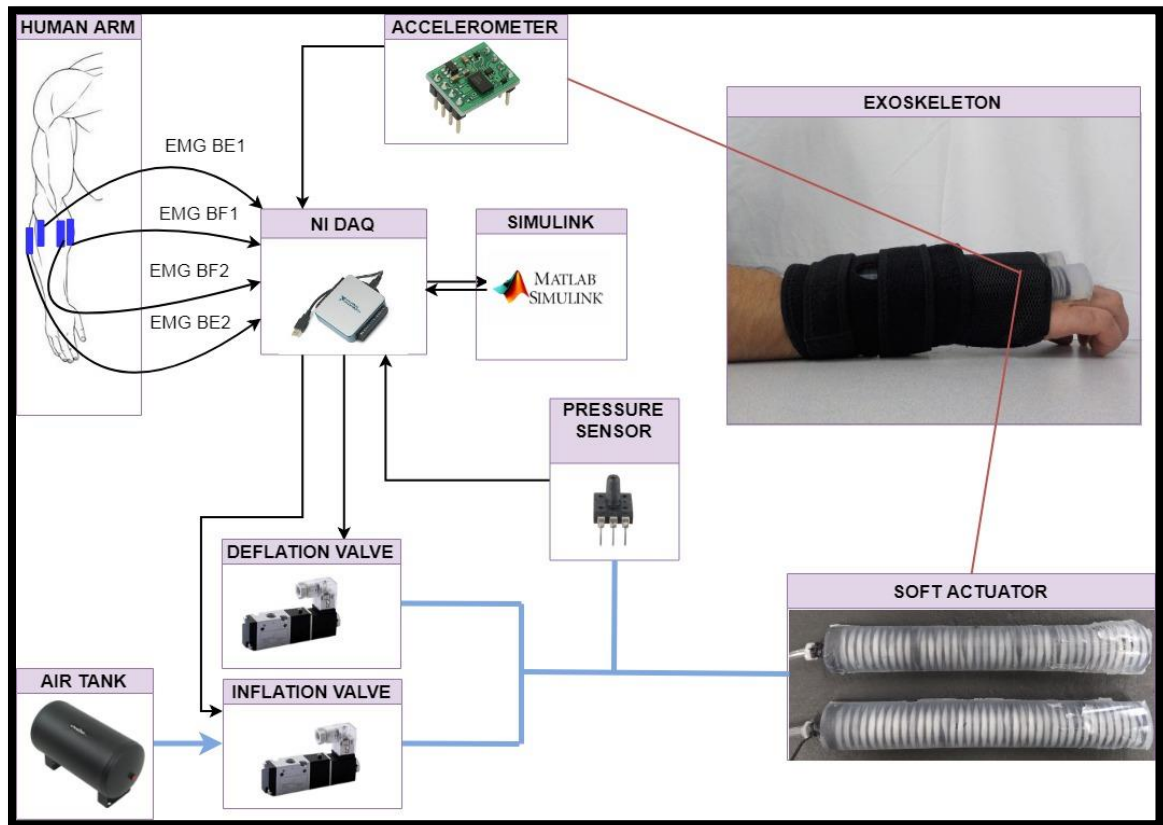 HUMAN ARM
ACCELEROMETER
EXOSKELETON
EMG BE1
EMG BF1
EMG BF2
EMG BE2
NI DAQ
SIMULINK
MATLAB
SIMULINK
PRESSURE
SENSOR
DEFLATION VALVE
SOFT ACTUATOR
AIR TANK
INFLATION VALVE